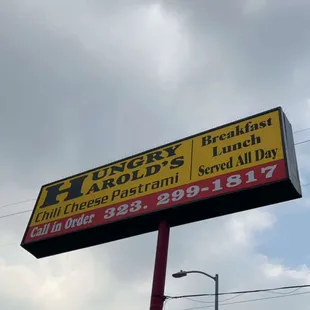 HUNGRY
HAROLD'S
Chili Cheese Pastrami
Breakfast
Lunch
Served All Day
Call in Order 323. 299-1817